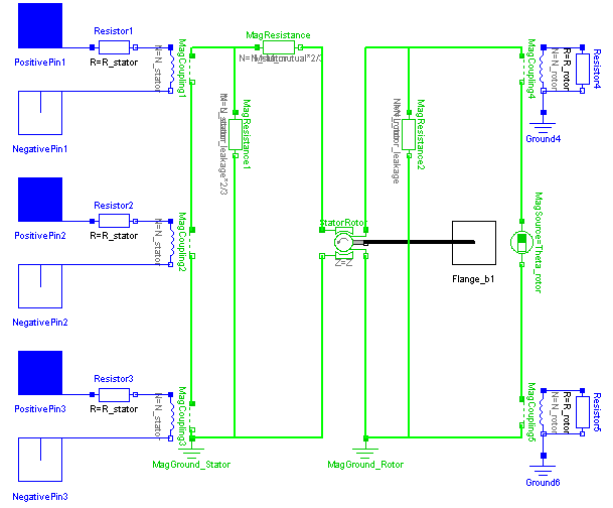 Resistor1
PositivePin1
R=R_stator
N=N_stator
MagCoupling1
NegativePin1
MagResistance
MagResistance1
MagResistance2
MagCoupling4
N=N_rotor
R=R_rotor
Resistor4
Ground4
Resistor2
PositivePin2
R=R_stator
N=N_stator
MagCoupling2
NegativePin2
StatorRotor
Z=Z
Flange_b1
MagSource=Theta_rotor
Resistor3
PositivePin3
R=R_stator
N=N_stator
MagCoupling3
NegativePin3
MagGround_Stator
MagGround_Rotor
MagCoupling5
N=N_rotor
R=R_rotor
Resistor5
Ground6